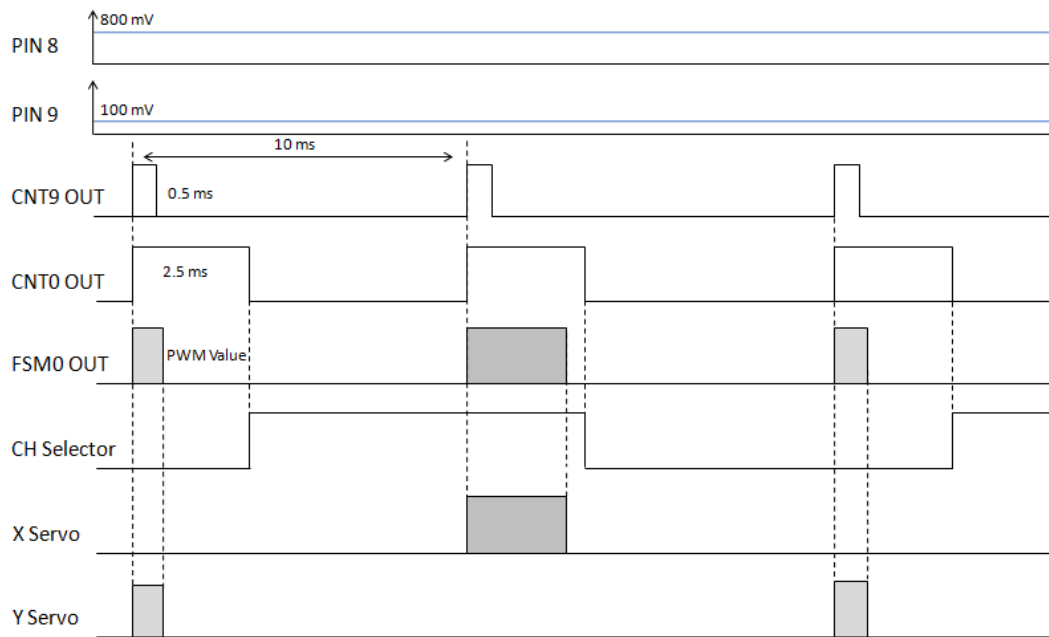 800 mV
PIN 8
100 mV
PIN 9
10 ms
CNT9 OUT
0.5 ms
CNT0 OUT
2.5 ms
FSM0 OUT
PWM Value
CH Selector
X Servo
Y Servo